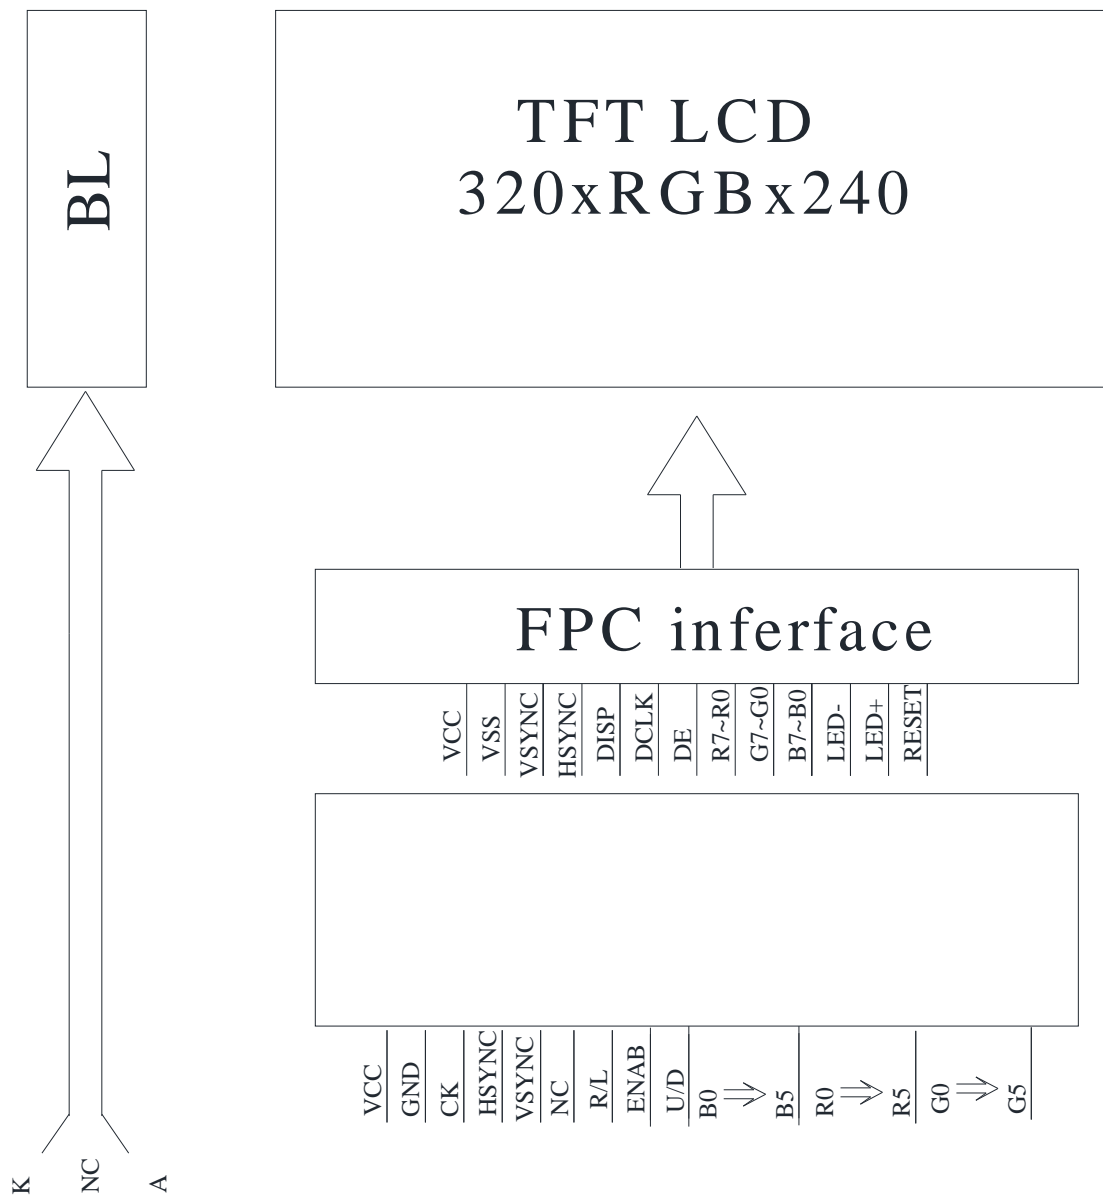 BL
TFT LCD
320xRGBx240
FPC inferface
VCC
VSS
VSYNC
HSYNC
DISP
DCLK
DE
R7~R0
G7~G0
B7~B0
LED-
LED+
RESET
VCC
GND
CK
HSYNC
VSYNC
NC
R/L
ENAB
U/D
B0
B5
R0
R5
G0
G5
K
NC
A